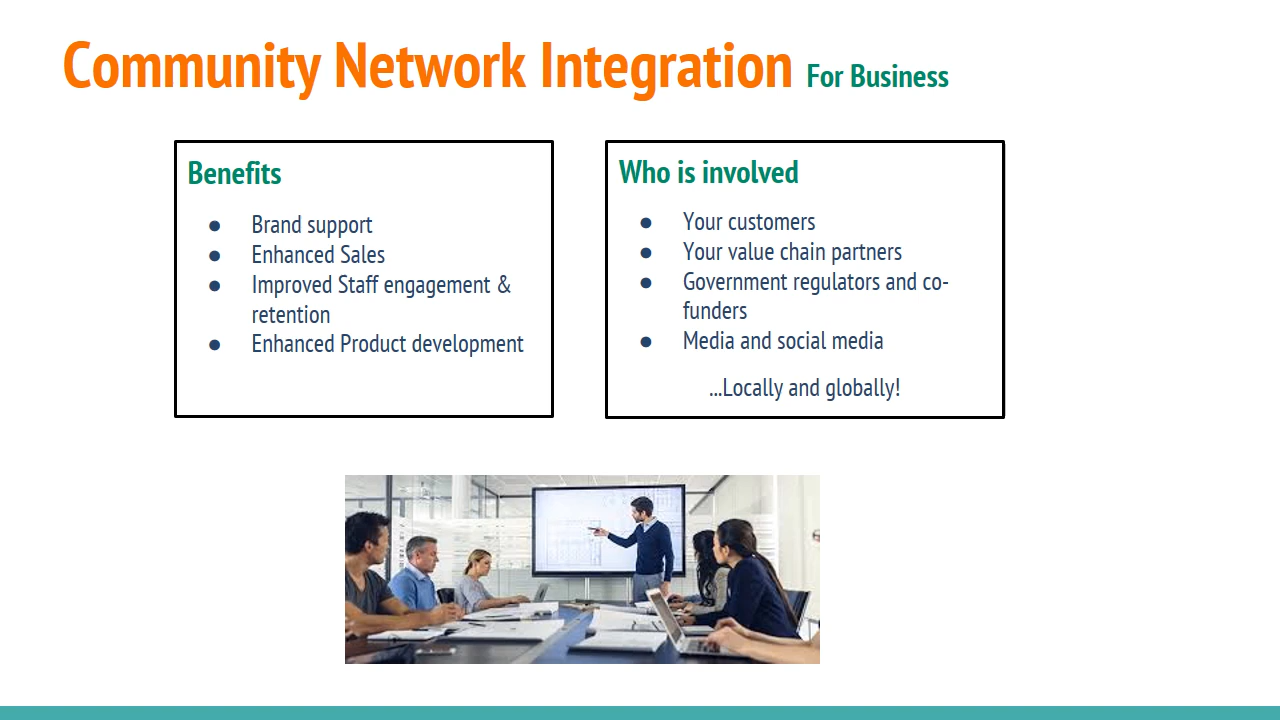 Community Network Integration For Business
Benefits
● Brand support
● Enhanced Sales
● Improved Staff engagement &
retention
● Enhanced Product development
Who is involved
● Your customers
● Your value chain partners
● Government regulators and co-
funders
● Media and social media
...Locally and globally!